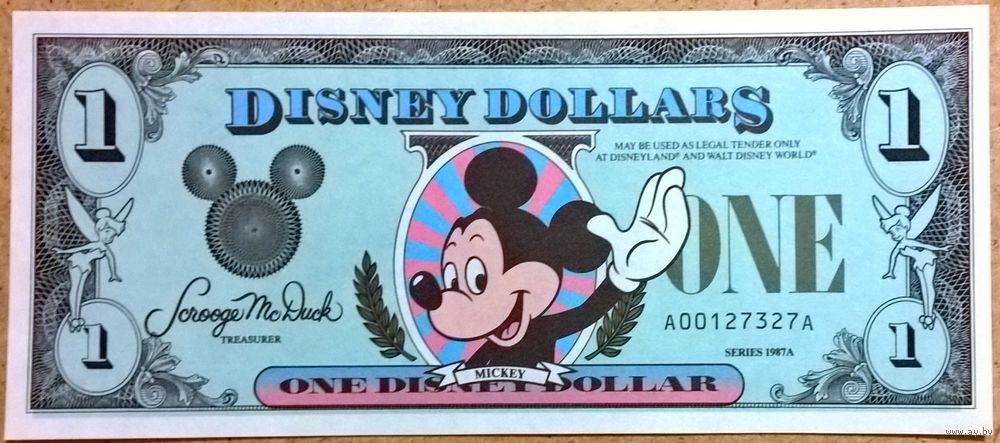 1
DISNEY DOLLARS
1
MAY BE USED AS LEGAL TENDER ONLY
AT DISNEYLAND® AND WALT DISNEY WORLD®
ONE
Scrooge McDuck
TREASURER
A00127327A
SERIES 1987A
1
MICKEY
1
ONE DISNEY DOLLAR
www.ay.by